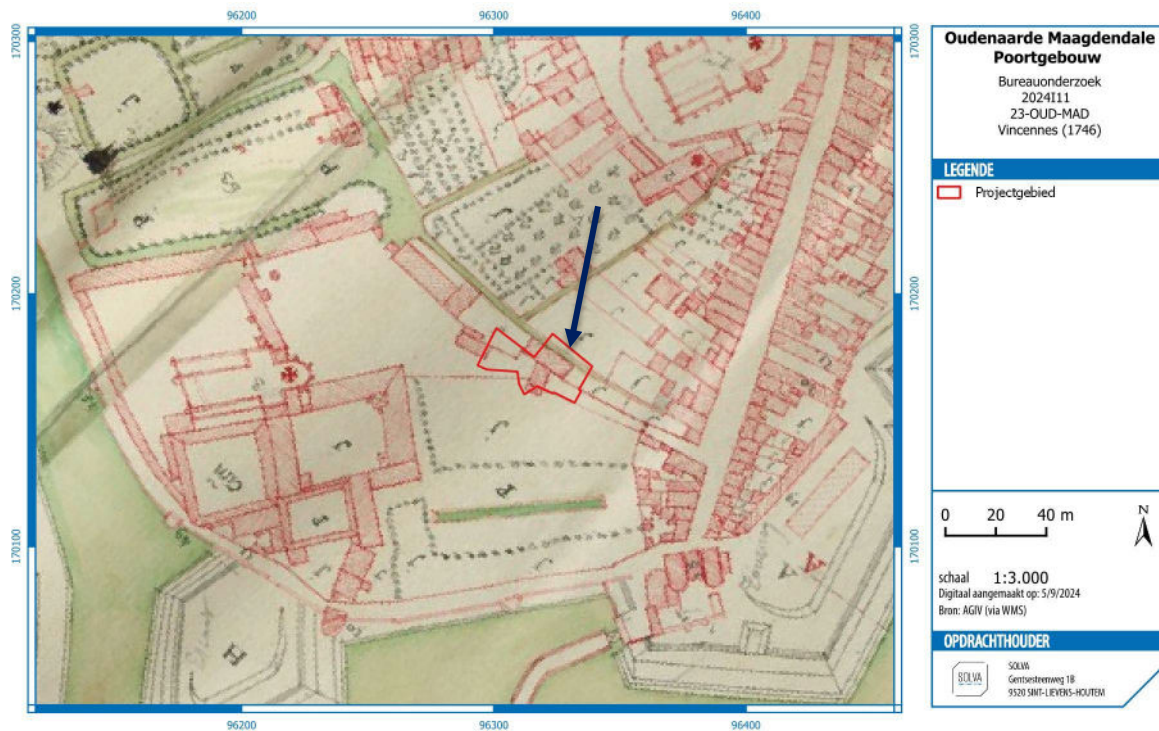 96200
96300
96400
170300
170300
170200
170200
170100
170100
96200
96300
96400
Oudenaarde Maagdendale
Poortgebouw
Bureauonderzoek
2024I11
23-OUD-MAD
Vincennes (1746)
LEGENDE
Projectgebied
0 20 40 m
N
schaal 1:3.000
Digitaal aangemaakt op: 5/9/2024
Bron: AGIV (via WMS)
OPDRACHTHOUDER
SOLVA
SOLVA
Gentsesteenweg 1B
9520 SINT-LIEVENS-HOUTEM